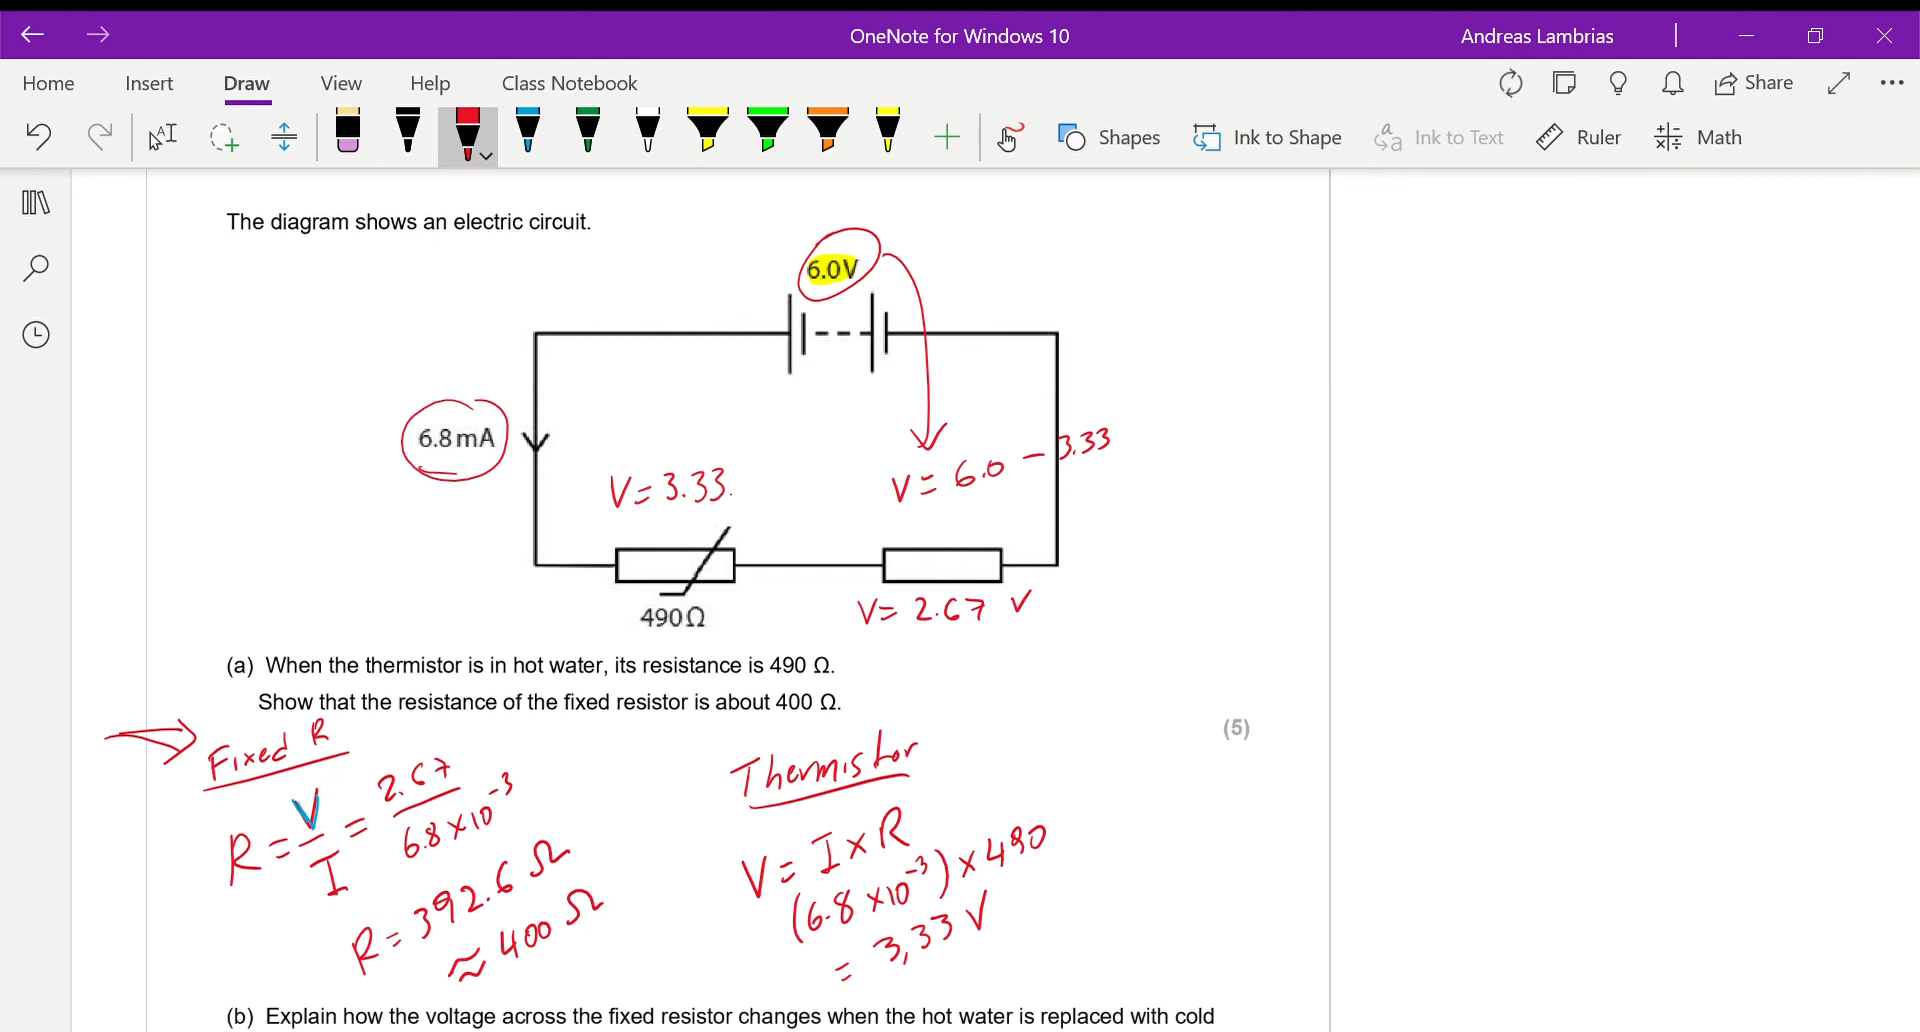 OneNote for Windows 10
Andreas Lambrias
Home Insert Draw View Help Class Notebook
Share
Shapes Ink to Shape Ink to Text Ruler Math
The diagram shows an electric circuit.
6.0V
6.8mA
V = 6.0 - 3.33
V = 3.33.
490Ω
V = 2.67 V
(a) When the thermistor is in hot water, its resistance is 490 Ω.
Show that the resistance of the fixed resistor is about 400 Ω.
(5)
Fixed R
R = V/I = 2.67 / 6.8 × 10⁻³
R = 392.6 Ω
≈ 400 Ω
Thermistor
V = I × R
(6.8 × 10⁻³) × 490
= 3,33 V
(b) Explain how the voltage across the fixed resistor changes when the hot water is replaced with cold